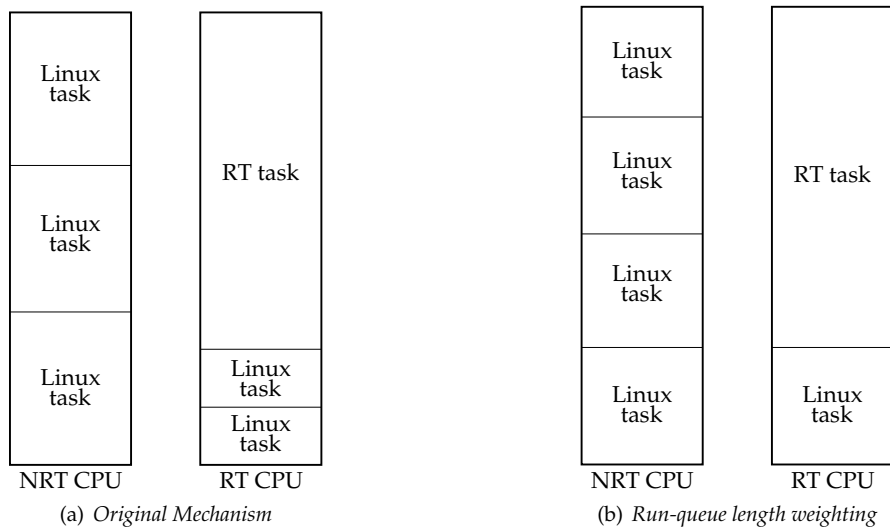 Linux
task
Linux
task
Linux
task
NRT CPU
RT task
Linux
task
Linux
task
RT CPU
(a) Original Mechanism
Linux
task
Linux
task
Linux
task
Linux
task
NRT CPU
RT task
Linux
task
RT CPU
(b) Run-queue length weighting